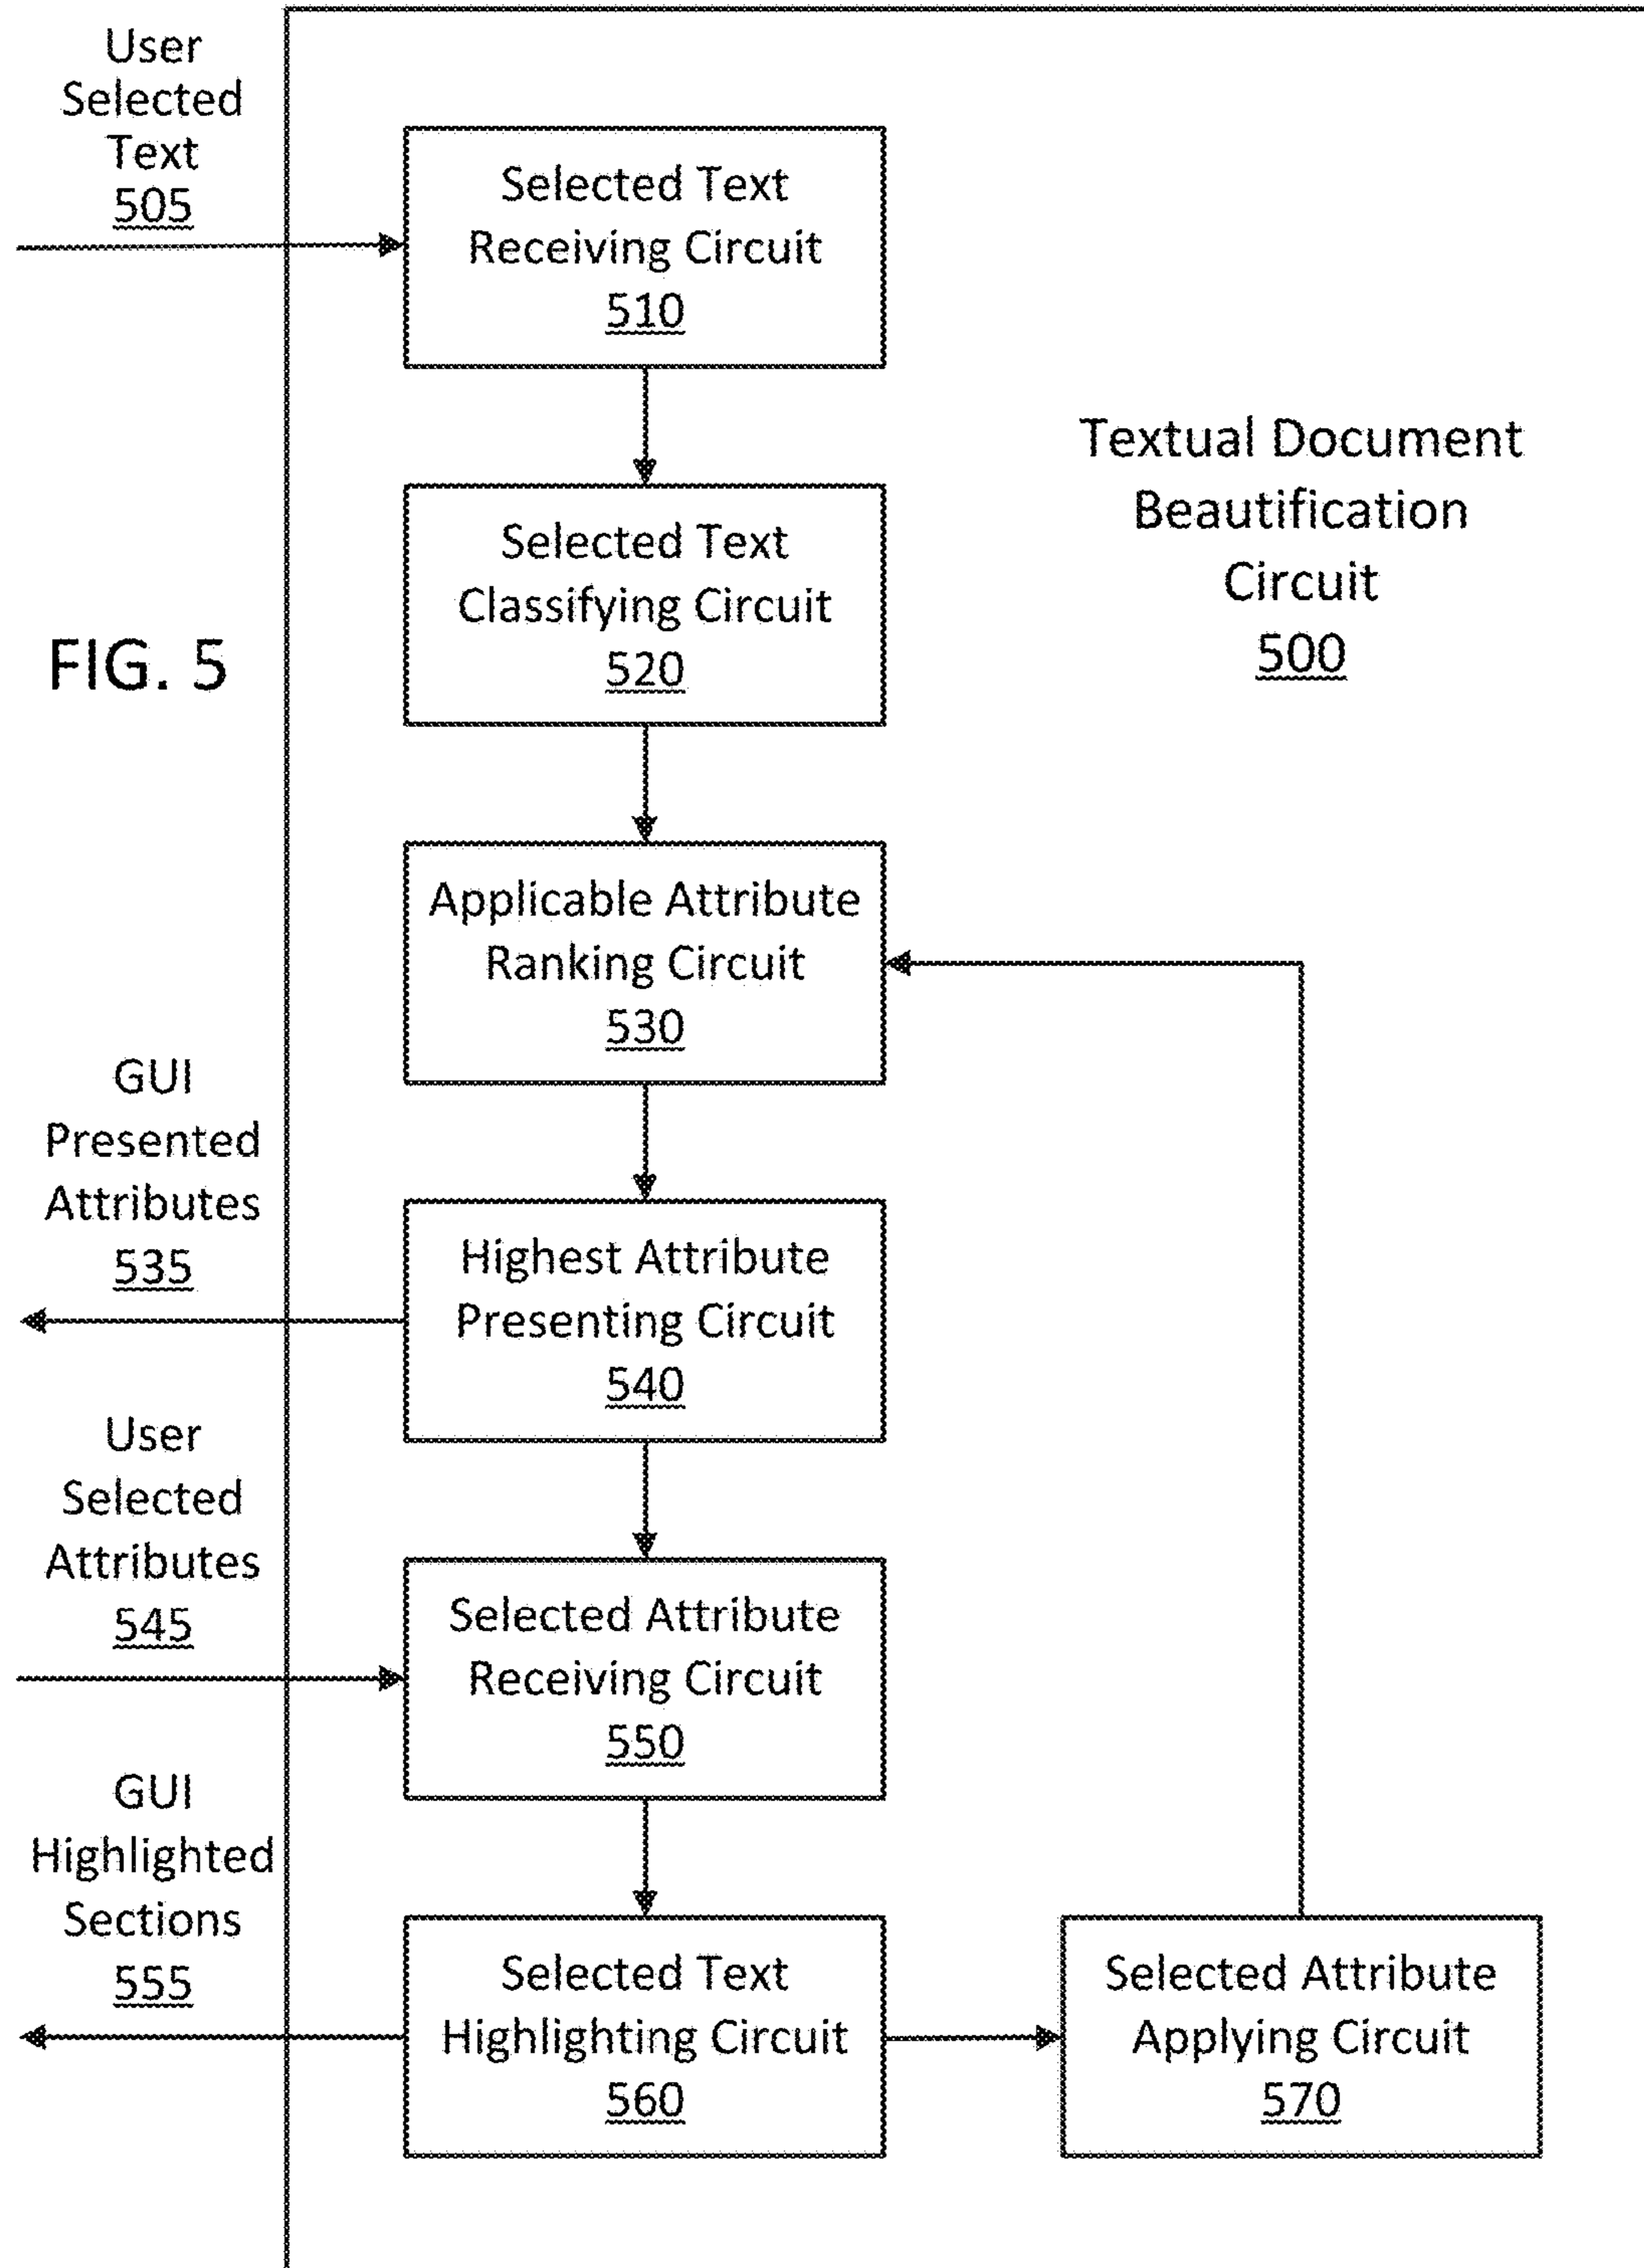 User
Selected
Text
505
Selected Text
Receiving Circuit
510
Textual Document
Beautification
Circuit
500
Selected Text
Classifying Circuit
520
FIG. 5
Applicable Attribute
Ranking Circuit
530
GUI
Presented
Attributes
535
Highest Attribute
Presenting Circuit
540
User
Selected
Attributes
545
Selected Attribute
Receiving Circuit
550
GUI
Highlighted
Sections
555
Selected Text
Highlighting Circuit
560
Selected Attribute
Applying Circuit
570